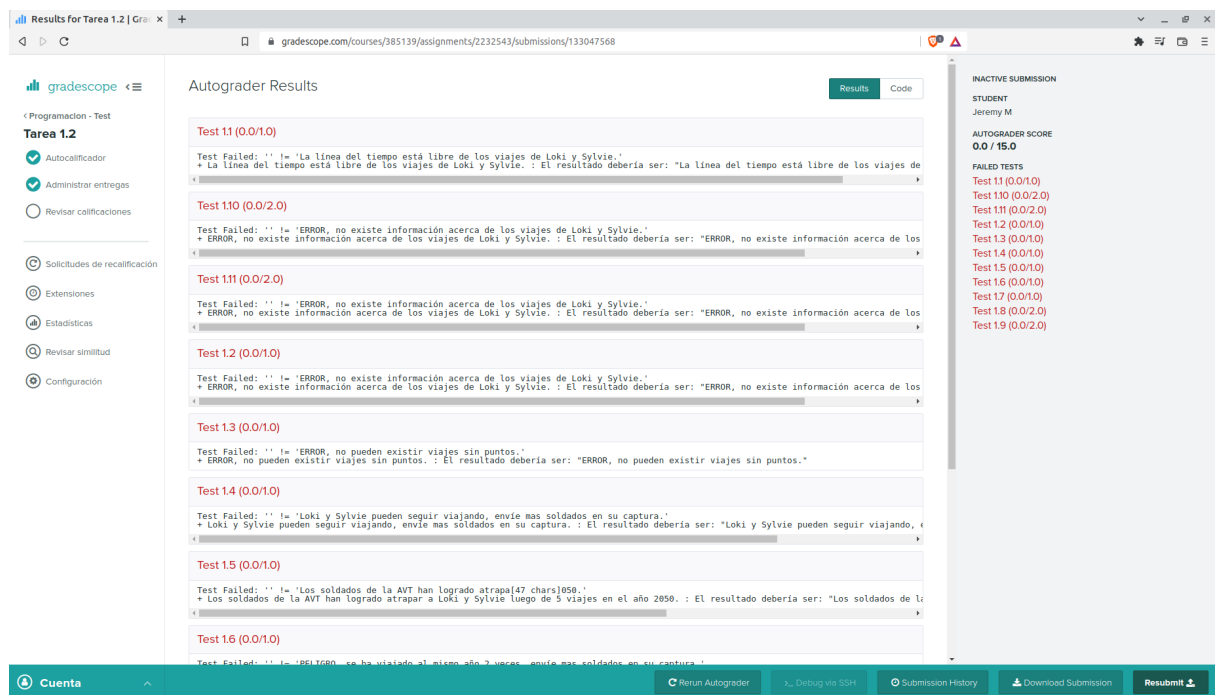 Results for Tarea 1.2 | Gra
gradescope.com/courses/385139/assignments/2232543/submissions/133047568
gradescope
Programacion - Test
Tarea 1.2
Autocalificador
Administrar entregas
Revisar calificaciones
Solicitudes de recalificación
Extensiones
Estadísticas
Revisar similitud
Configuración
Cuenta
Autograder Results
Results
Code
Test 1.1 (0.0/1.0)
Test Failed: '' != 'La línea del tiempo está libre de los viajes de Loki y Sylvie.'
+ La línea del tiempo está libre de los viajes de Loki y Sylvie. : El resultado debería ser: "La línea del tiempo está libre de los viajes de
Test 1.10 (0.0/2.0)
Test Failed: '' != 'ERROR, no existe información acerca de los viajes de Loki y Sylvie.'
+ ERROR, no existe información acerca de los viajes de Loki y Sylvie. : El resultado debería ser: "ERROR, no existe información acerca de los
Test 1.11 (0.0/2.0)
Test Failed: '' != 'ERROR, no existe información acerca de los viajes de Loki y Sylvie.'
+ ERROR, no existe información acerca de los viajes de Loki y Sylvie. : El resultado debería ser: "ERROR, no existe información acerca de los
Test 1.2 (0.0/1.0)
Test Failed: '' != 'ERROR, no existe información acerca de los viajes de Loki y Sylvie.'
+ ERROR, no existe información acerca de los viajes de Loki y Sylvie. : El resultado debería ser: "ERROR, no existe información acerca de los
Test 1.3 (0.0/1.0)
Test Failed: '' != 'ERROR, no pueden existir viajes sin puntos.'
+ ERROR, no pueden existir viajes sin puntos. : El resultado debería ser: "ERROR, no pueden existir viajes sin puntos."
Test 1.4 (0.0/1.0)
Test Failed: '' != 'Loki y Sylvie pueden seguir viajando, envíe mas soldados en su captura.'
+ Loki y Sylvie pueden seguir viajando, envíe mas soldados en su captura. : El resultado debería ser: "Loki y Sylvie pueden seguir viajando, e
Test 1.5 (0.0/1.0)
Test Failed: '' != 'Los soldados de la AVT han logrado atrapa[47 chars]050.'
+ Los soldados de la AVT han logrado atrapar a Loki y Sylvie luego de 5 viajes en el año 2050. : El resultado debería ser: "Los soldados de la
Test 1.6 (0.0/1.0)
Test Failed: '' != 'PELIGRO, se ha viajado al mismo año 2 veces, envíe mas soldados en su captura.'
INACTIVE SUBMISSION
STUDENT
Jeremy M
AUTOGRADER SCORE
0.0 / 15.0
FAILED TESTS
Test 1.1 (0.0/1.0)
Test 1.10 (0.0/2.0)
Test 1.11 (0.0/2.0)
Test 1.2 (0.0/1.0)
Test 1.3 (0.0/1.0)
Test 1.4 (0.0/1.0)
Test 1.5 (0.0/1.0)
Test 1.6 (0.0/1.0)
Test 1.7 (0.0/1.0)
Test 1.8 (0.0/2.0)
Test 1.9 (0.0/2.0)
Rerun Autograder
Debug via SSH
Submission History
Download Submission
Resubmit